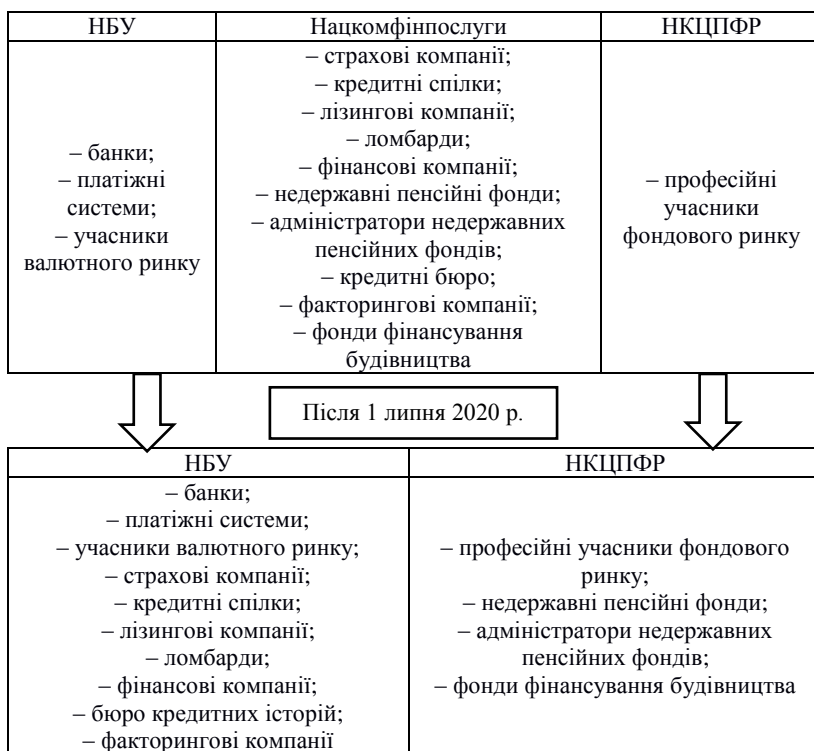 НБУ
Нацкомфінпослуги
НКЦПФР
– банки;
– платіжні
системи;
– учасники
валютного ринку
– страхові компанії;
– кредитні спілки;
– лізингові компанії;
– ломбарди;
– фінансові компанії;
– недержавні пенсійні фонди;
– адміністратори недержавних
пенсійних фондів;
– кредитні бюро;
– факторингові компанії;
– фонди фінансування
будівництва
– професійні
учасники
фондового ринку
Після 1 липня 2020 р.
НБУ
НКЦПФР
– банки;
– платіжні системи;
– учасники валютного ринку;
– страхові компанії;
– кредитні спілки;
– лізингові компанії;
– ломбарди;
– фінансові компанії;
– бюро кредитних історій;
– факторингові компанії
– професійні учасники фондового
ринку;
– недержавні пенсійні фонди;
– адміністратори недержавних
пенсійних фондів;
– фонди фінансування будівництва